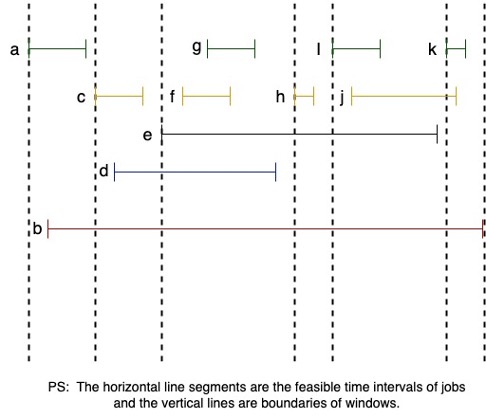 a g l k
c f h j
e
d
b
PS: The horizontal line segments are the feasible time intervals of jobs
and the vertical lines are boundaries of windows.